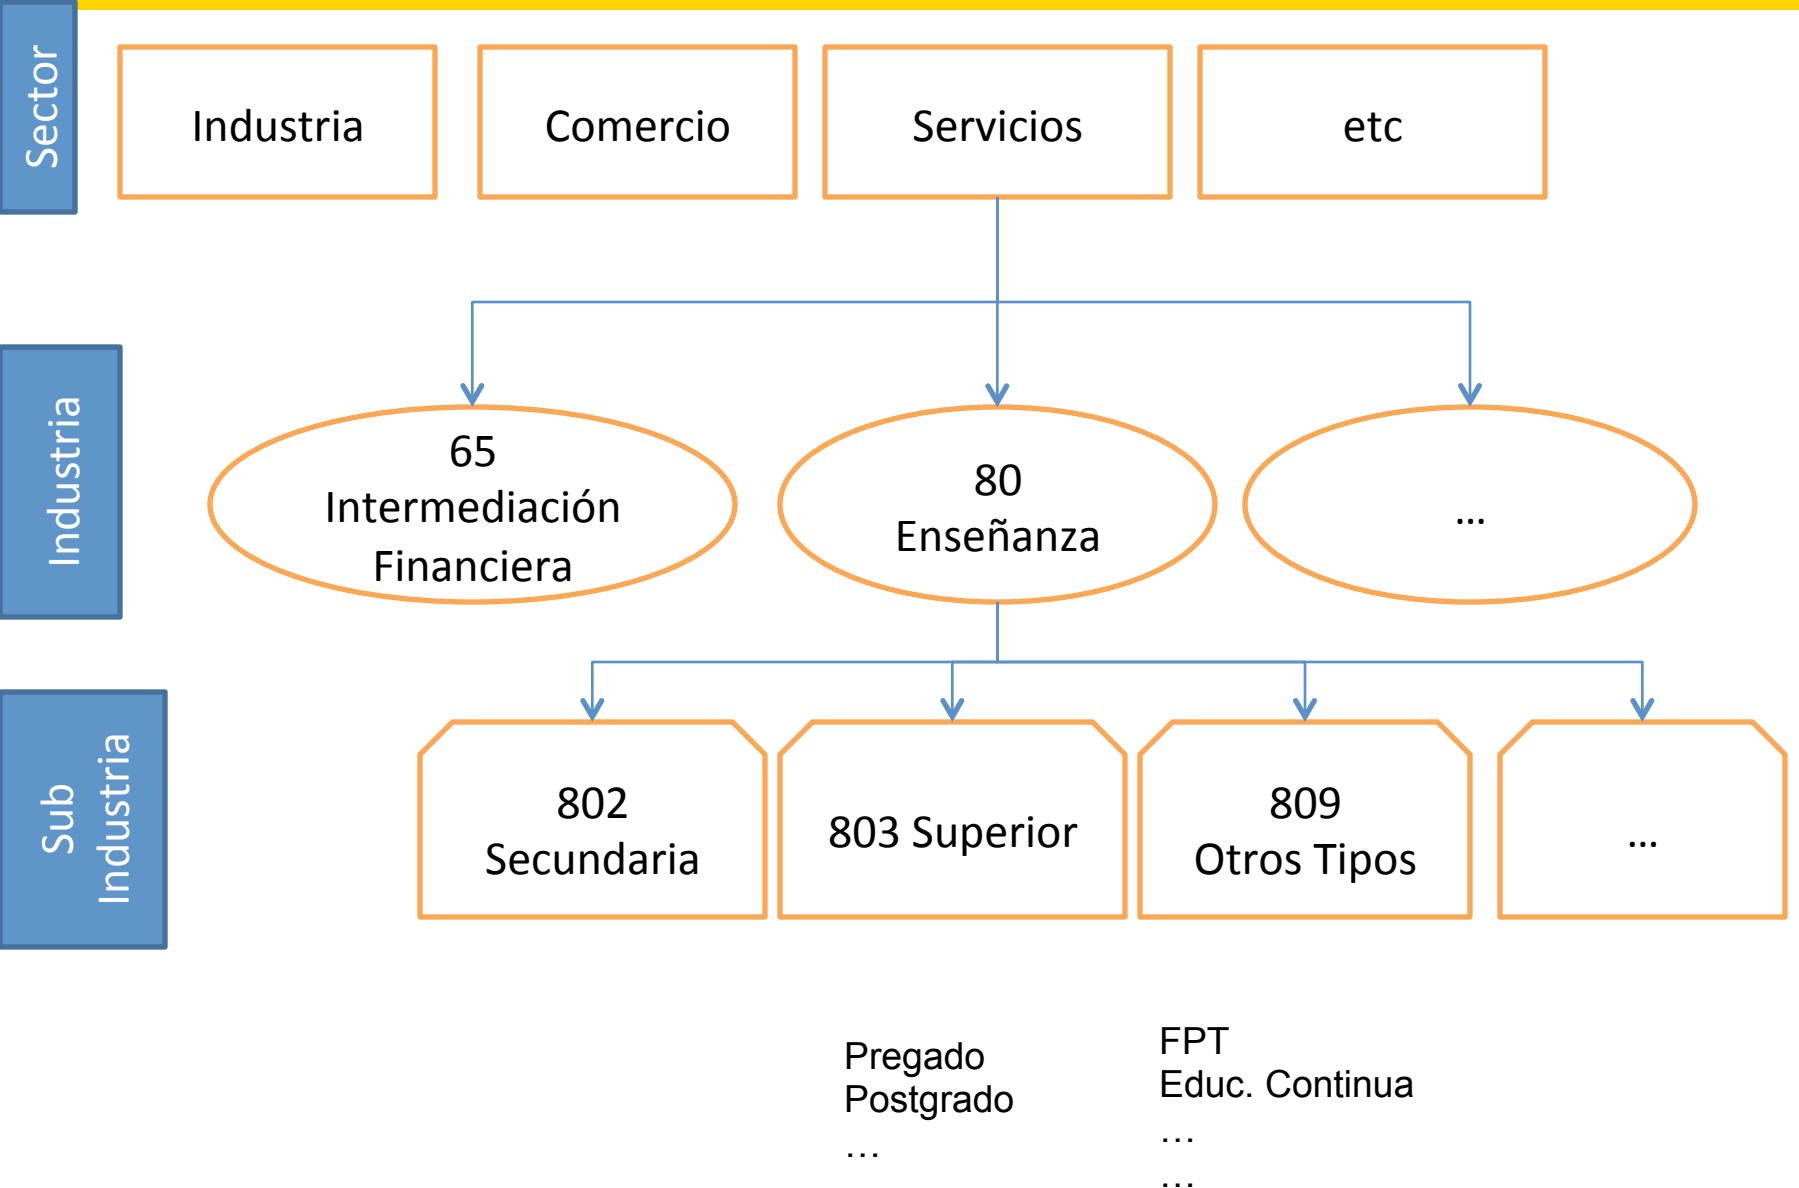 Sector
Industria
Comercio
Servicios
etc
Industria
65
Intermediación
Financiera
80
Enseñanza
...
Sub
Industria
802
Secundaria
803 Superior
809
Otros Tipos
...
Pregado
Postgrado
...
FPT
Educ. Continua
...
...